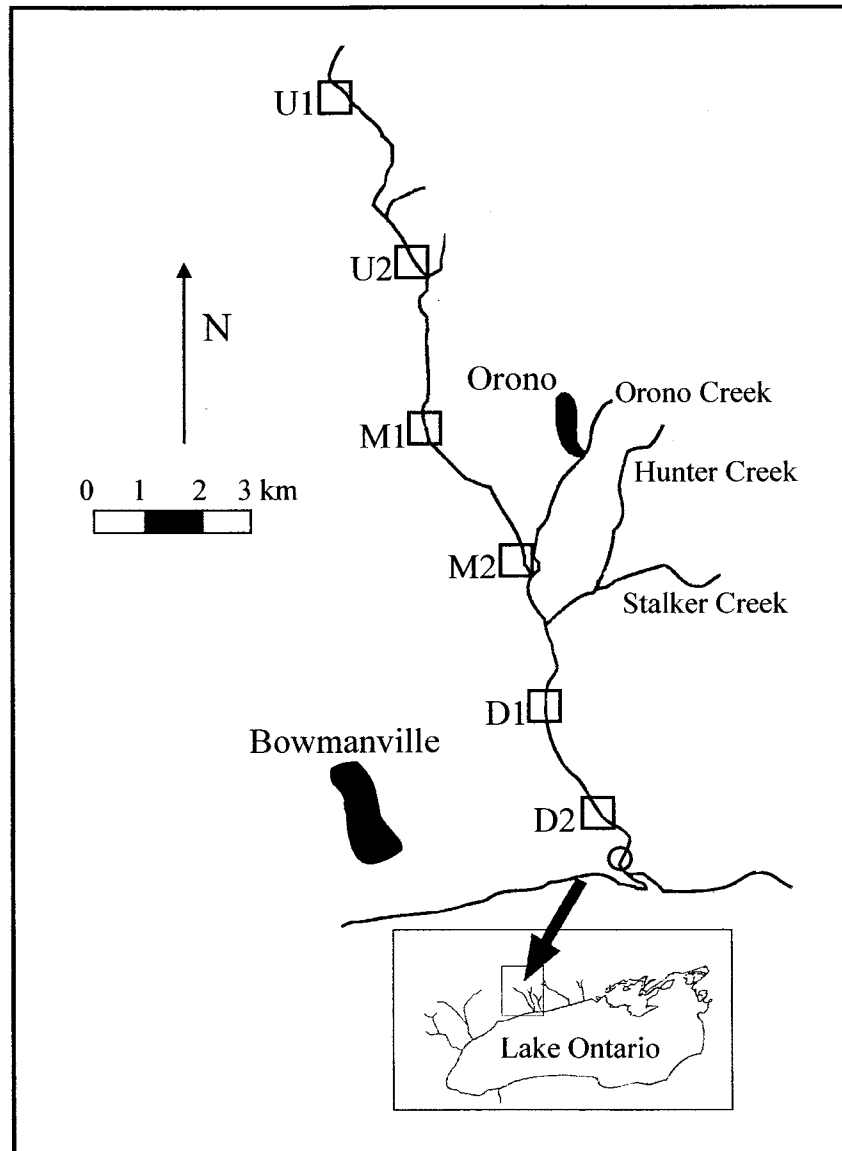 U1
U2
N
Orono
Orono Creek
M1
Hunter Creek
0 1 2 3 km
M2
Stalker Creek
D1
Bowmanville
D2
Lake Ontario